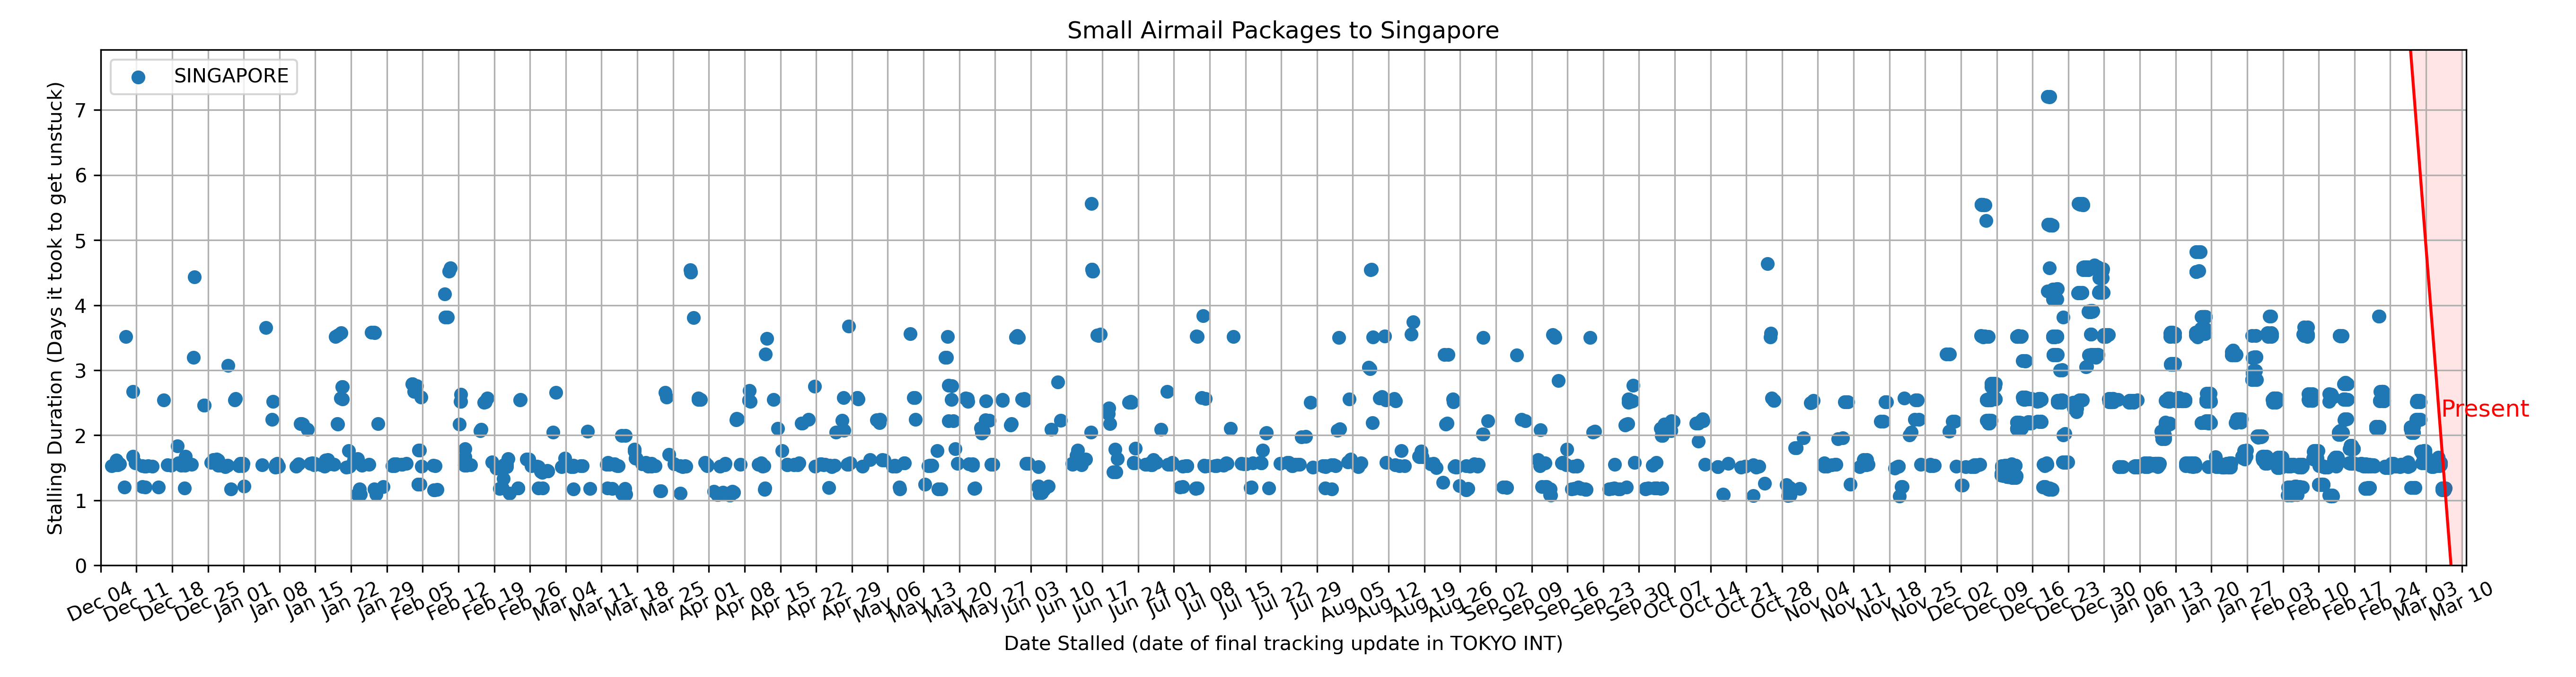 Small Airmail Packages to Singapore
SINGAPORE
Stalling Duration (Days it took to get unstuck)
7
6
5
4
3
2
1
0
Present
Dec 04 Dec 11 Dec 18 Dec 25 Jan 01 Jan 08 Jan 15 Jan 22 Jan 29 Feb 05 Feb 12 Feb 19 Feb 26 Mar 04 Mar 11 Mar 18 Mar 25 Apr 01 Apr 08 Apr 15 Apr 22 Apr 29 May 06 May 13 May 20 May 27 Jun 03 Jun 10 Jun 17 Jun 24 Jul 01 Jul 08 Jul 15 Jul 22 Jul 29 Aug 05 Aug 12 Aug 19 Aug 26 Sep 02 Sep 09 Sep 16 Sep 23 Sep 30 Oct 07 Oct 14 Oct 21 Oct 28 Nov 04 Nov 11 Nov 18 Nov 25 Dec 02 Dec 09 Dec 16 Dec 23 Dec 30 Jan 06 Jan 13 Jan 20 Jan 27 Feb 03 Feb 10 Feb 17 Feb 24 Mar 03 Mar 10
Date Stalled (date of final tracking update in TOKYO INT)